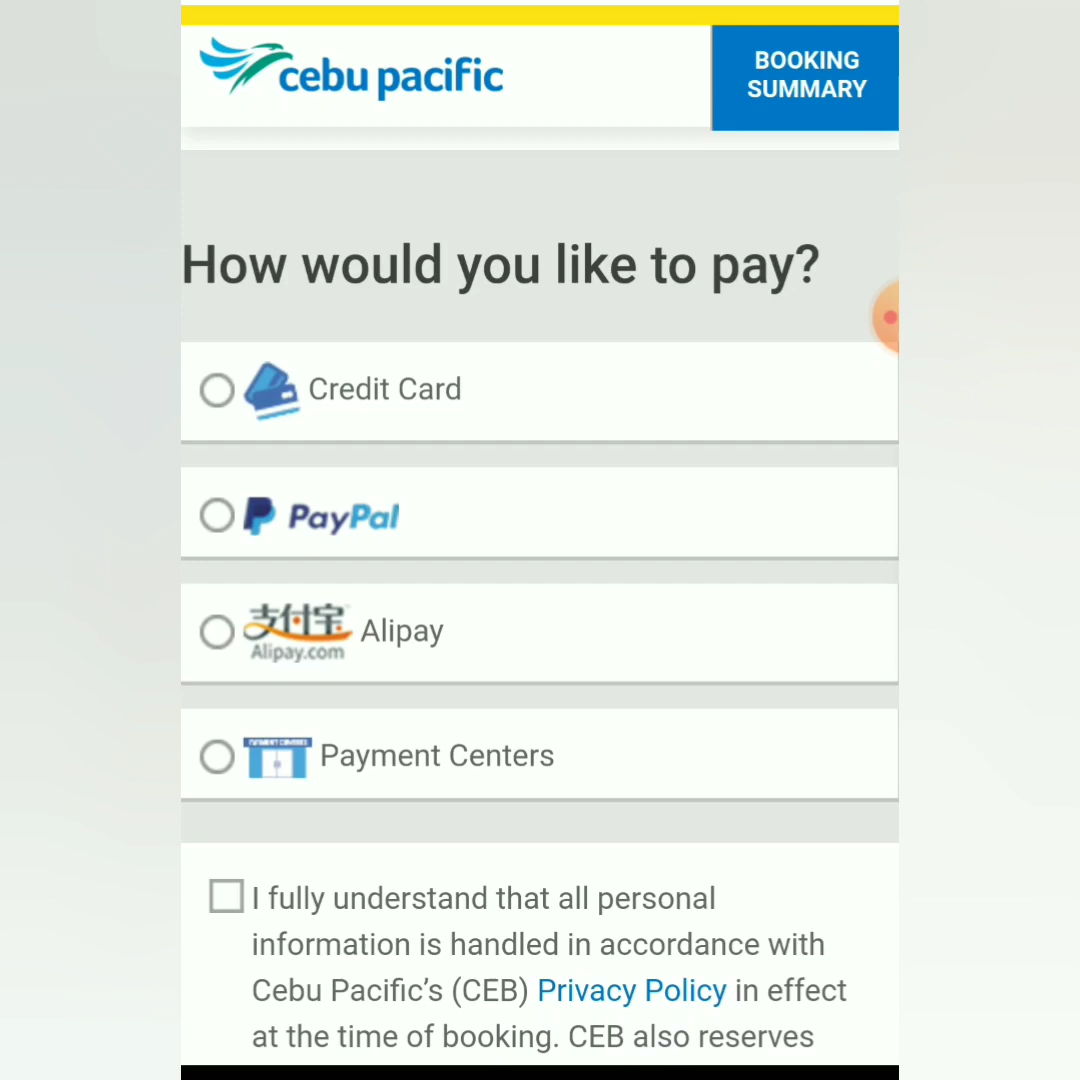 cebu pacific
BOOKING
SUMMARY
How would you like to pay?
Credit Card
PayPal
支付宝
Alipay.com
Alipay
PAYMENT CENTERS
Payment Centers
I fully understand that all personal
information is handled in accordance with
Cebu Pacific’s (CEB) Privacy Policy in effect
at the time of booking. CEB also reserves